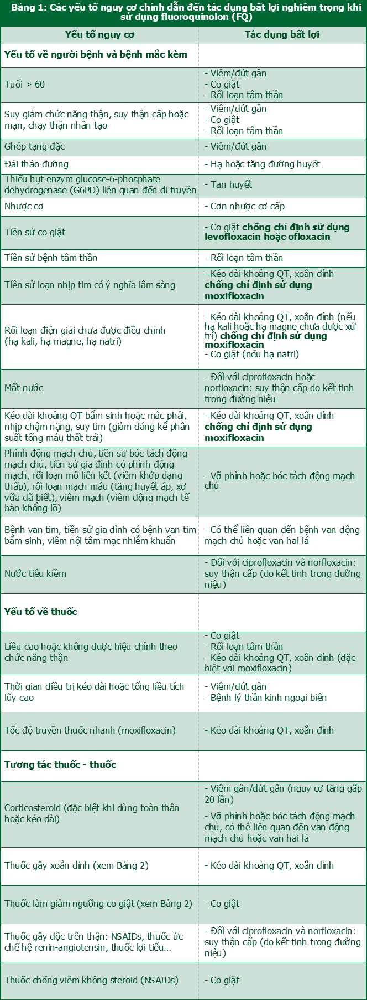 Bảng 1: Các yếu tố nguy cơ chính dẫn đến tác dụng bất lợi nghiêm trọng khi
sử dụng fluoroquinolon (FQ)
Yếu tố nguy cơ
Tác dụng bất lợi
Yếu tố về người bệnh và bệnh mắc kèm
Tuổi > 60
- Viêm/đứt gân
- Co giật
- Rối loạn tâm thần
Suy giảm chức năng thận, suy thận cấp hoặc
mạn, chạy thận nhân tạo
- Viêm/đứt gân
- Co giật
- Rối loạn tâm thần
Ghép tạng đặc
- Viêm/đứt gân
Đái tháo đường
- Hạ hoặc tăng đường huyết
Thiếu hụt enzym glucose-6-phosphate
dehydrogenase (G6PD) liên quan đến di truyền
- Tan huyết
Nhược cơ
- Cơn nhược cơ cấp
Tiền sử co giật
- Co giật chống chỉ định sử dụng
levofloxacin hoặc ofloxacin
Tiền sử bệnh tâm thần
- Rối loạn tâm thần
Tiền sử loạn nhịp tim có ý nghĩa lâm sàng
- Kéo dài khoảng QT, xoắn đỉnh
chống chỉ định sử dụng
moxifloxacin
Rối loạn điện giải chưa được điều chỉnh
(hạ kali, hạ magne, hạ natri)
- Kéo dài khoảng QT, xoắn đỉnh (nếu
hạ kali hoặc hạ magne chưa được xử
trí) chống chỉ định sử dụng
moxifloxacin
- Co giật (nếu hạ natri)
Mất nước
- Đối với ciprofloxacin hoặc
norfloxacin: suy thận cấp do kết tinh
trong đường niệu
Kéo dài khoảng QT bẩm sinh hoặc mắc phải,
nhịp chậm nặng, suy tim (giảm đáng kể phân
suất tống máu thất trái)
- Kéo dài khoảng QT, xoắn đỉnh
chống chỉ định sử dụng
moxifloxacin
Phình động mạch chủ, tiền sử bóc tách động
mạch chủ, tiền sử gia đình có phình động
mạch, rối loạn mô liên kết (viêm khớp dạng
thấp), rối loạn mạch máu (tăng huyết áp, xơ
vữa đã biết), viêm mạch (viêm động mạch tế
bào khổng lồ)
- Vỡ phình hoặc bóc tách động mạch
chủ
Bệnh van tim, tiền sử gia đình có bệnh van tim
bẩm sinh, viêm nội tâm mạc nhiễm khuẩn
- Có thể liên quan đến bệnh van động
mạch chủ hoặc van hai lá
Nước tiểu kiềm
- Đối với ciprofloxacin và norfloxacin:
suy thận cấp (do kết tinh trong đường
niệu)
Yếu tố về thuốc
Liều cao hoặc không được hiệu chỉnh theo
chức năng thận
- Co giật
- Rối loạn tâm thần
- Kéo dài khoảng QT, xoắn đỉnh (đặc
biệt với moxifloxacin)
Thời gian điều trị kéo dài hoặc tổng liều tích
lũy cao
- Viêm/đứt gân
- Bệnh lý thần kinh ngoại biên
Tốc độ truyền thuốc nhanh (moxifloxacin)
- Kéo dài khoảng QT, xoắn đỉnh
Tương tác thuốc - thuốc
Corticosteroid (đặc biệt khi dùng toàn thân
hoặc kéo dài)
- Viêm gân/đứt gân (nguy cơ tăng gấp
20 lần)
- Vỡ phình hoặc bóc tách động mạch
chủ, có thể liên quan đến van động
mạch chủ hoặc van hai lá
Thuốc gây xoắn đỉnh (xem Bảng 2)
- Kéo dài khoảng QT, xoắn đỉnh
Thuốc làm giảm ngưỡng co giật (xem Bảng 2)
- Co giật
Thuốc gây độc trên thận: NSAIDs, thuốc ức
chế hệ renin-angiotensin, thuốc lợi tiểu...
- Đối với ciprofloxacin và norfloxacin:
suy thận cấp (do kết tinh trong đường
niệu)
Thuốc chống viêm không steroid (NSAIDs)
- Co giật